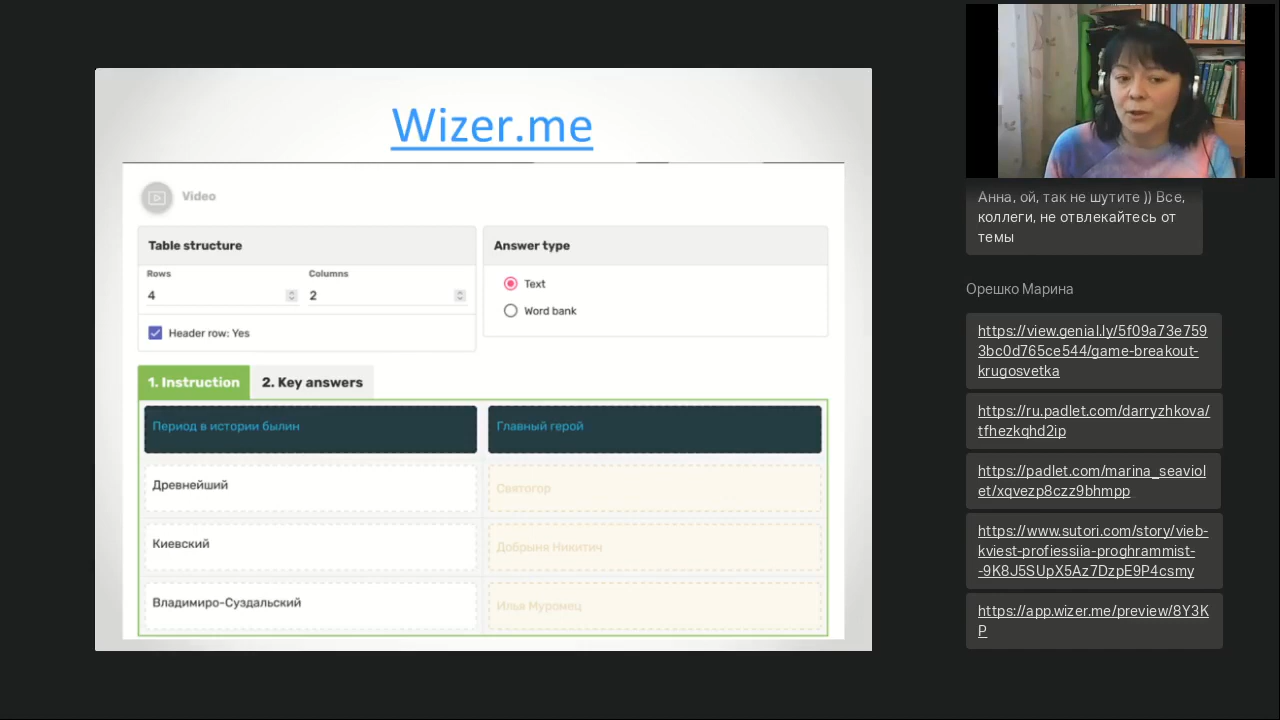 Wizer.me
Video
Table structure
Rows
Columns
4
2
Header row: Yes
Answer type
Text
Word bank
1. Instruction
2. Key answers
Период в истории былин
Главный герой
Древнейший
Святогор
Киевский
Добрыня Никитич
Владимиро-Суздальский
Илья Муромец
Анна, ой, так не шутите )) Все,
коллеги, не отвлекайтесь от
темы
Орешко Марина
https://view.genial.ly/5f09a73e759
3bc0d765ce544/game-breakout-
krugosvetka
https://ru.padlet.com/darryzhkova/
tfhezkqhd2ip
https://padlet.com/marina_seaviol
et/xqvezp8czz9bhmpp
https://www.sutori.com/story/vieb-
kviest-profiessiia-proghrammist-
-9K8J5SUpX5Az7DzpE9P4csmy
https://app.wizer.me/preview/8Y3K
P